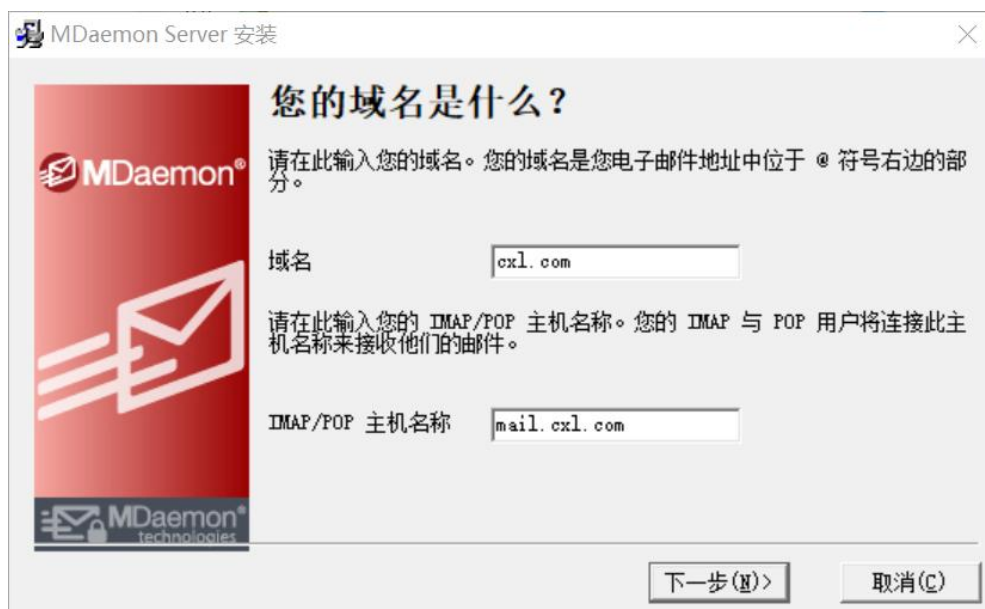 MDaemon Server 安装
您的域名是什么？
MDaemon®
请在此输入您的域名。您的域名是您电子邮件地址中位于 @ 符号右边的部
分。
域名
cxl.com
请在此输入您的 IMAP/POP 主机名称。您的 IMAP 与 POP 用户将连接此主
机名称来接收他们的邮件。
IMAP/POP 主机名称
mail.cxl.com
MDaemon®
technologies
下一步(N)>
取消(C)